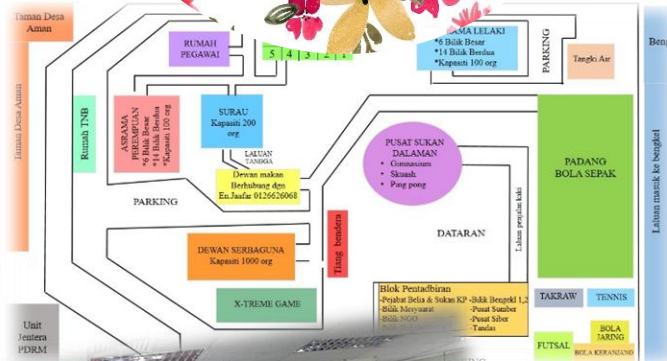 Taman Desa
Aman
Taman Desa Aman
Rumah TNB
RUMAH
PEGAWAI
5 4 3 2 1
AMA LELAKI
*6 Bilik Besar
*14 Bilik Berdua
*Kapasiti 100 org
PARKING
Tangki Air
Beng
ASRAMA
PEREMPUAN
*6 Bilik Besar
*14 Bilik Berdua
*Kapasiti 100 org
SURAU
Kapasiti 200
org
LALUAN
TANGGA
Dewan makan
Berhubung dgn
En.Jaafar 0126626068
PUSAT SUKAN
DALAMAN
• Gimnasium
• Skuash
• Ping pong
PADANG
BOLA SEPAK
Laluan masuk ke bengkel
PARKING
Tiang bendera
DATARAN
Laluan pejalan kaki
DEWAN SERBAGUNA
Kapasiti 1000 org
X-TREME GAME
Blok Pentadbiran
-Pejabat Belia & Sukan KP -Bilik Bengkel 1,2
-Bilik Mesyuarat -Pusat Sumber
-Bilik NGO -Pusat Siber
-Tandas
TAKRAW
TENNIS
FUTSAL
BOLA
JARING
BOLA KERANJANG
Unit
Jentera
PDRM